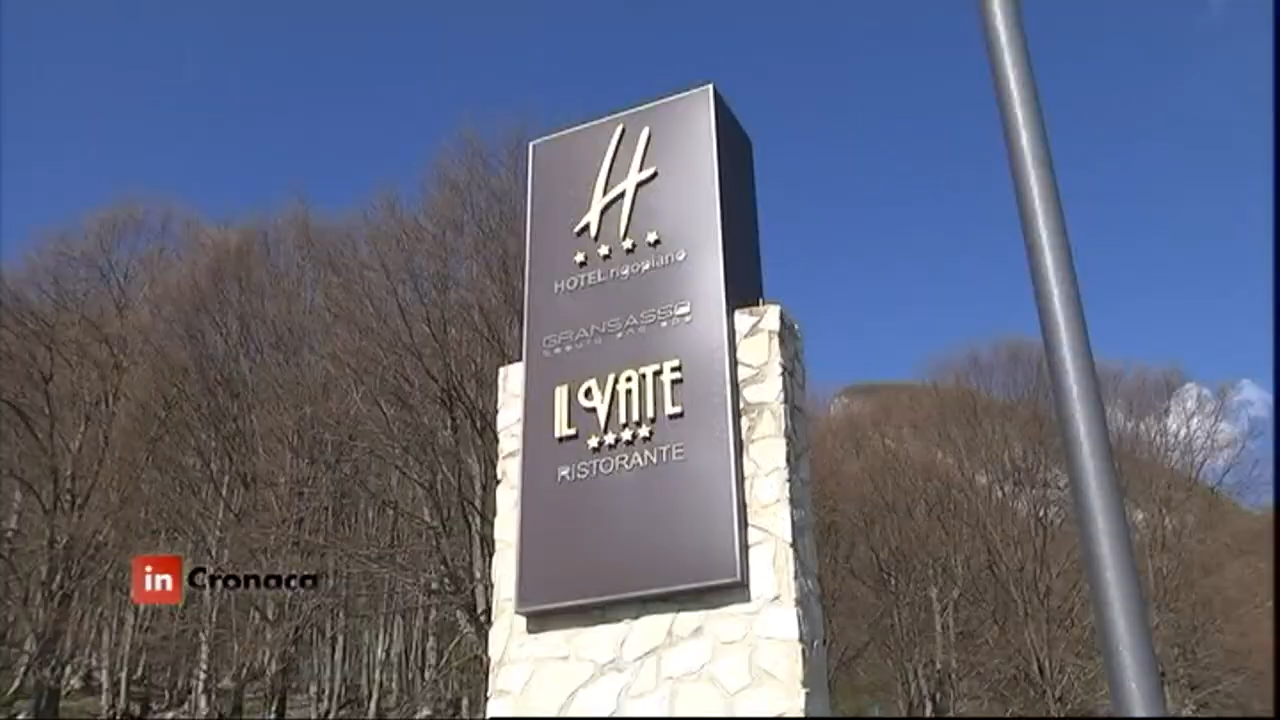 H
HOTEL rigopiano
GRANSASSO
IL VATE
RISTORANTE
in Cronaca